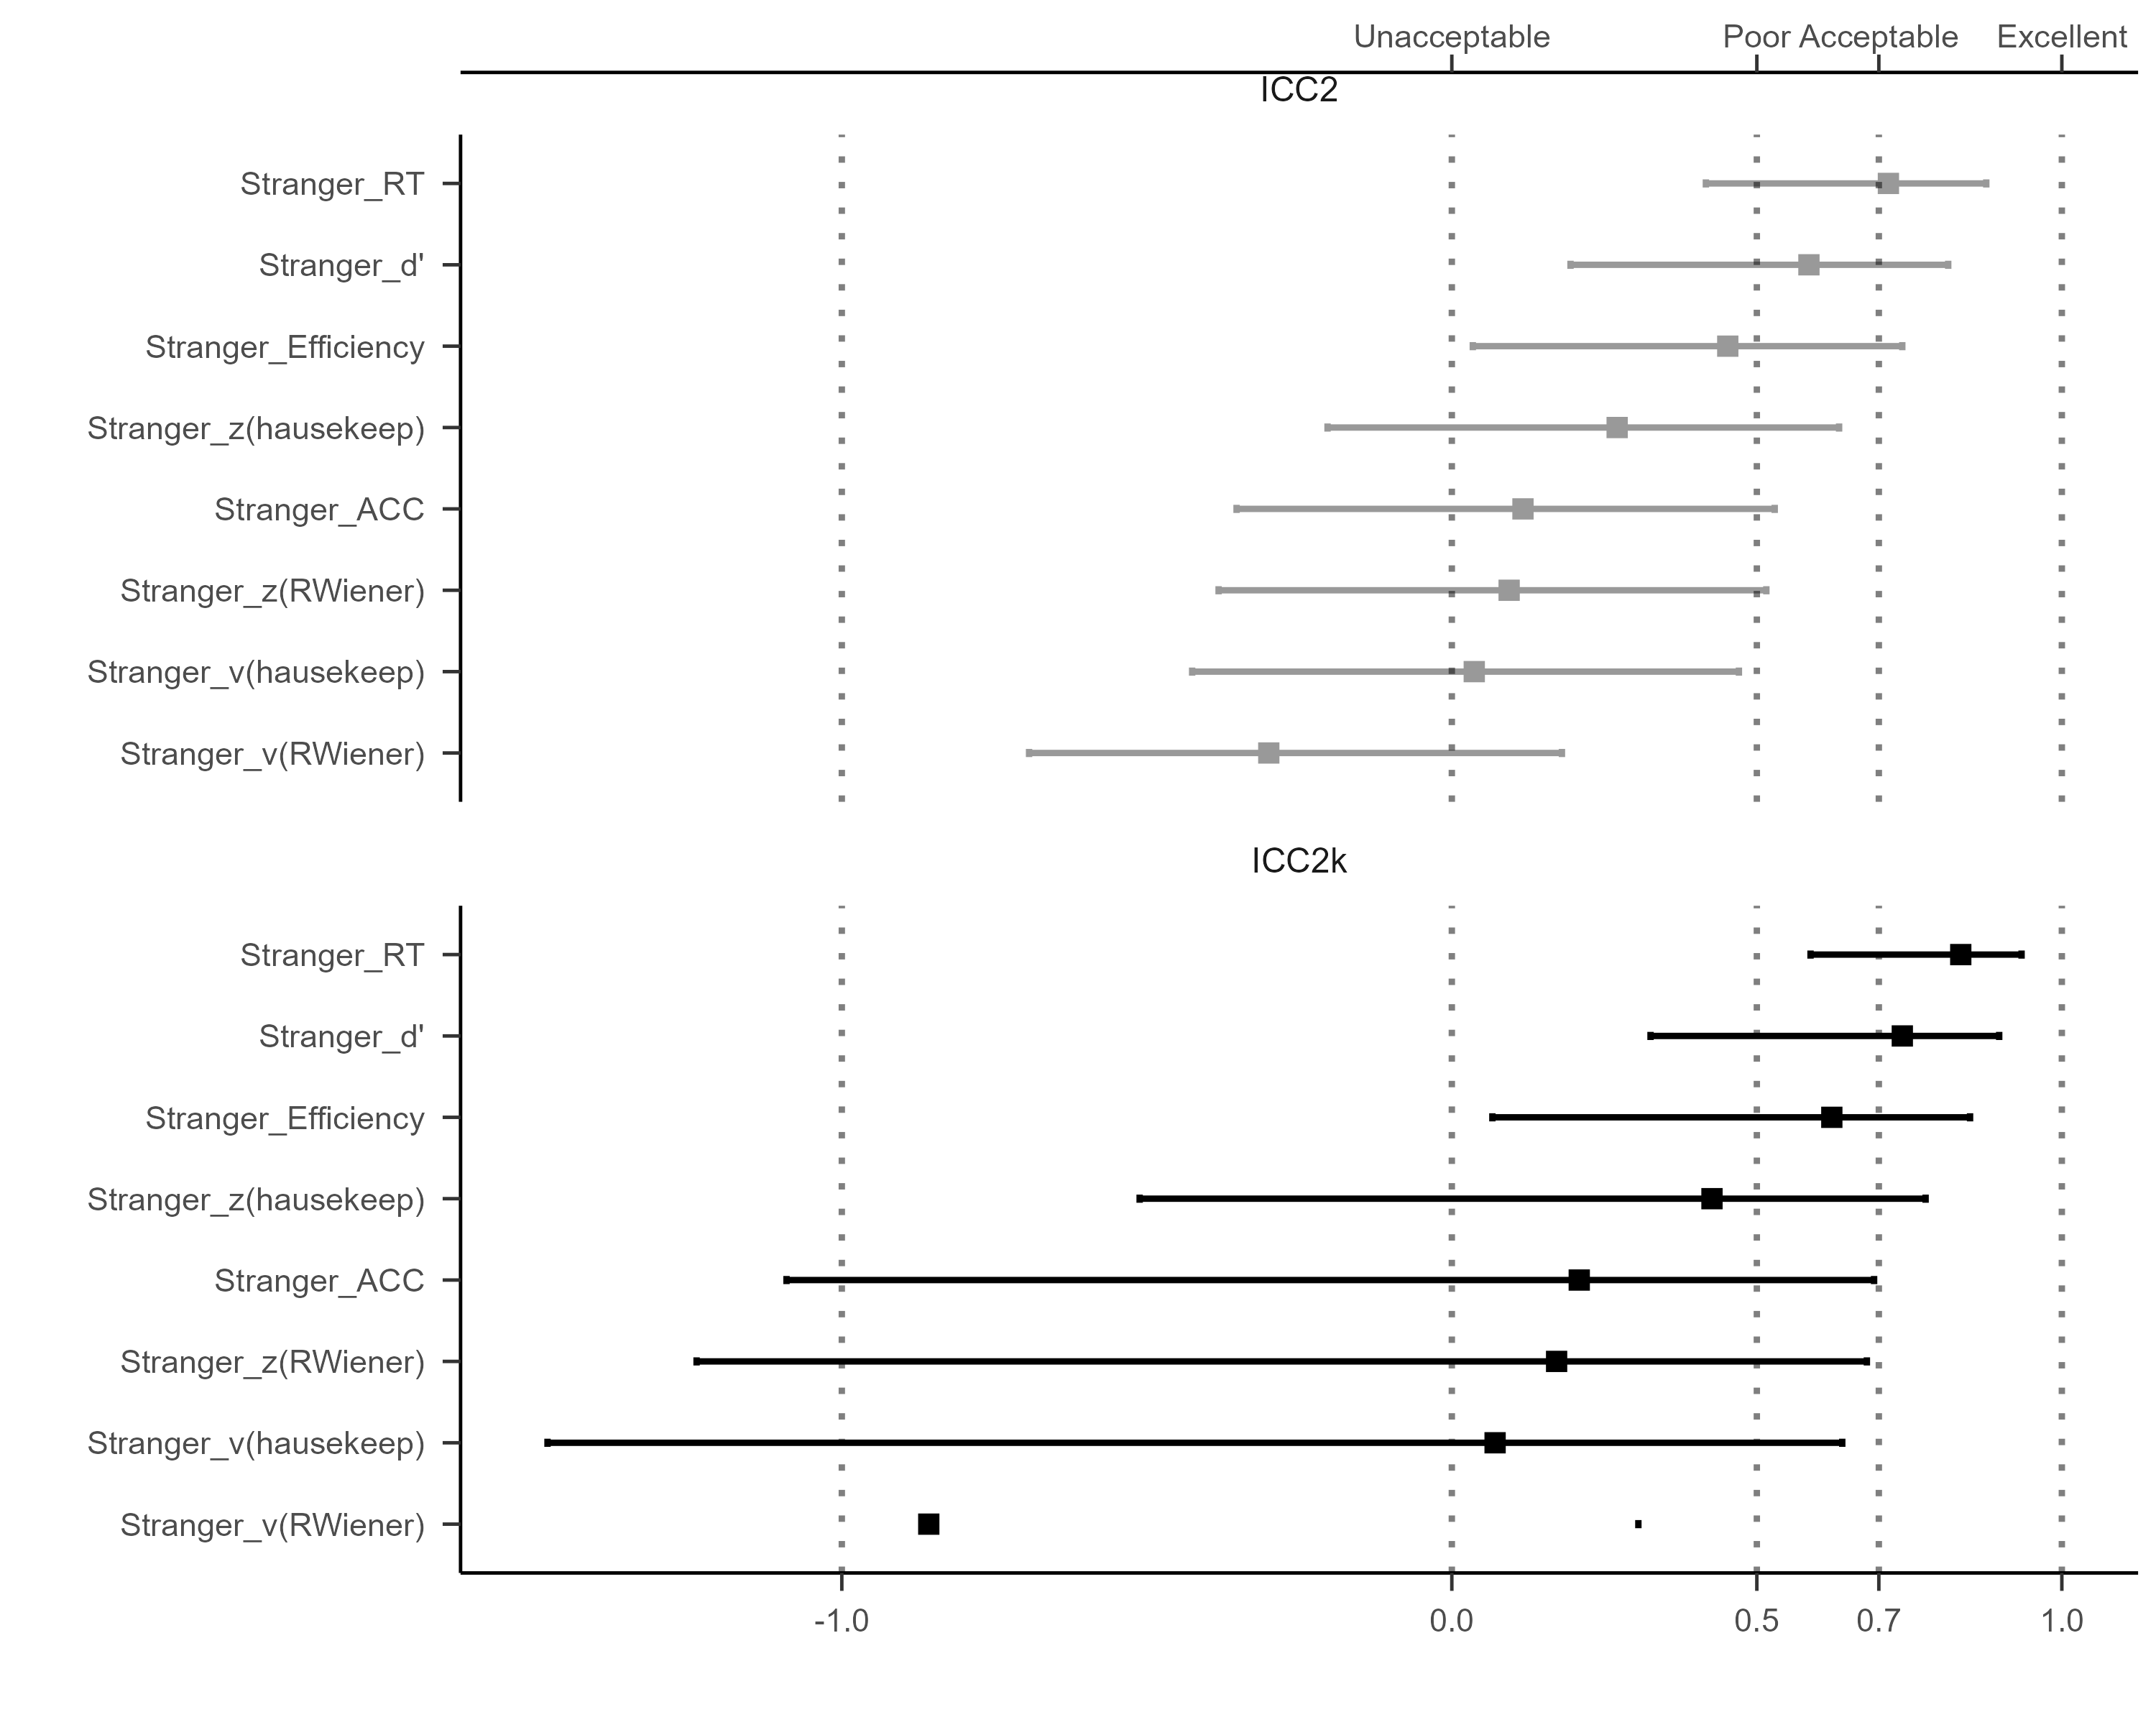 Unacceptable Poor Acceptable Excellent
ICC2
Stranger_RT
Stranger_d'
Stranger_Efficiency
Stranger_z(hausekeep)
Stranger_ACC
Stranger_z(RWiener)
Stranger_v(hausekeep)
Stranger_v(RWiener)
ICC2k
Stranger_RT
Stranger_d'
Stranger_Efficiency
Stranger_z(hausekeep)
Stranger_ACC
Stranger_z(RWiener)
Stranger_v(hausekeep)
Stranger_v(RWiener)
-1.0 0.0 0.5 0.7 1.0